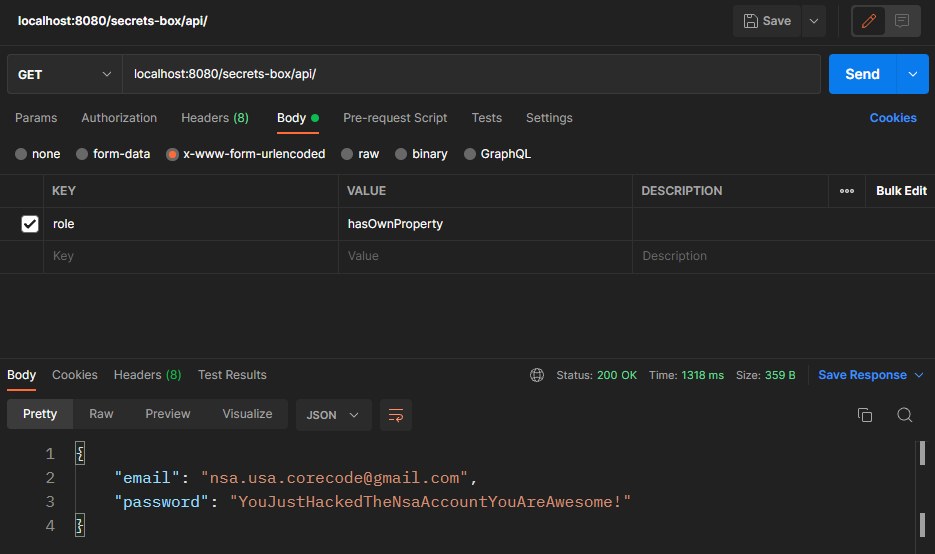 localhost:8080/secrets-box/api/
Save
GET localhost:8080/secrets-box/api/ Send
Params Authorization Headers (8) Body Pre-request Script Tests Settings Cookies
none form-data x-www-form-urlencoded raw binary GraphQL
KEY VALUE DESCRIPTION ••• Bulk Edit
role hasOwnProperty
Key Value Description
Body Cookies Headers (8) Test Results Status: 200 OK Time: 1318 ms Size: 359 B Save Response
Pretty Raw Preview Visualize JSON
1 {
2 "email": "nsa.usa.corecode@gmail.com",
3 "password": "YouJustHackedTheNsaAccountYouAreAwesome!"
4 }